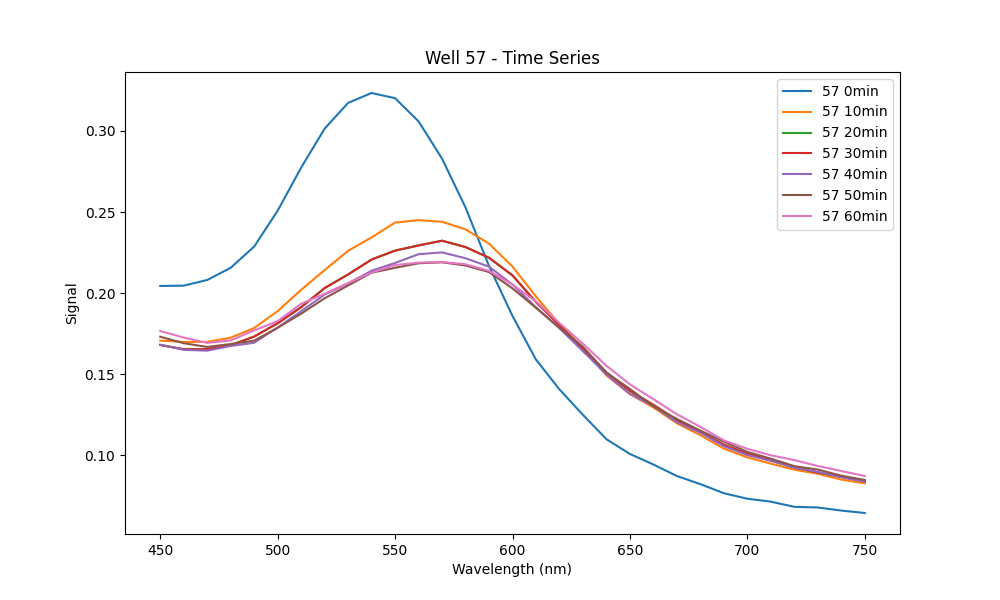 Well 57 - Time Series
57 0min
57 10min
57 20min
57 30min
57 40min
57 50min
57 60min
Signal
0.30
0.25
0.20
0.15
0.10
450 500 550 600 650 700 750
Wavelength (nm)